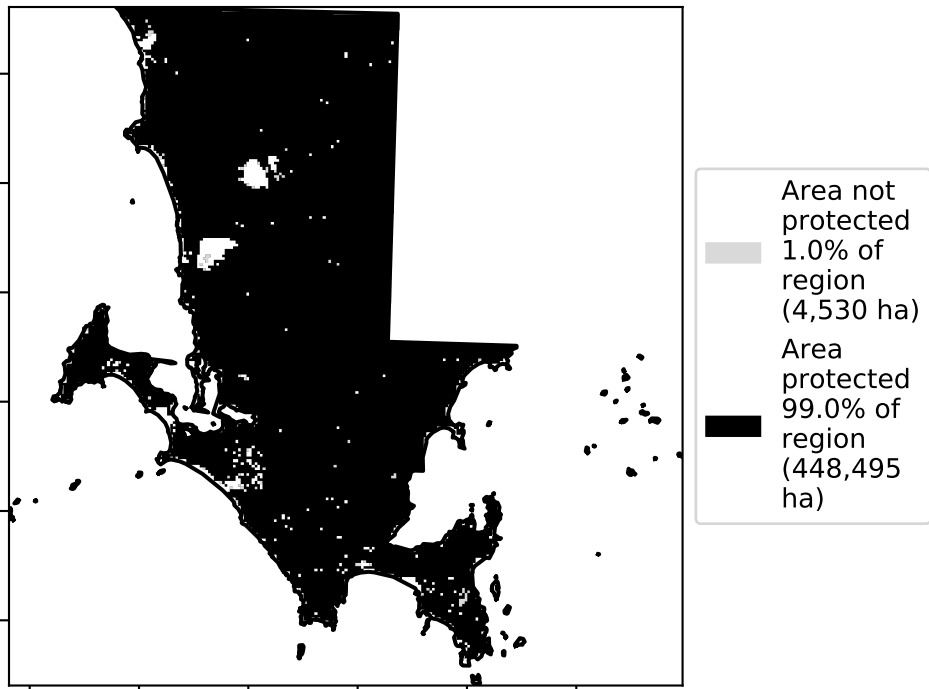 Area not
protected
1.0% of
region
(4,530 ha)
Area
protected
99.0% of
region
(448,495
ha)